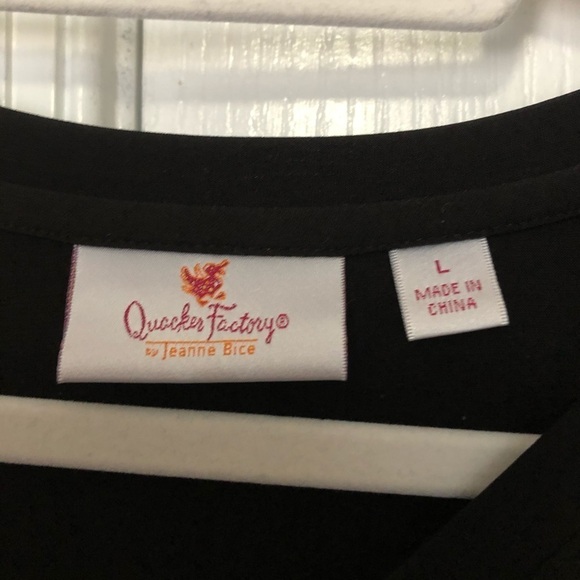 Quacker Factory®
by Jeanne Bice
L
MADE IN
CHINA